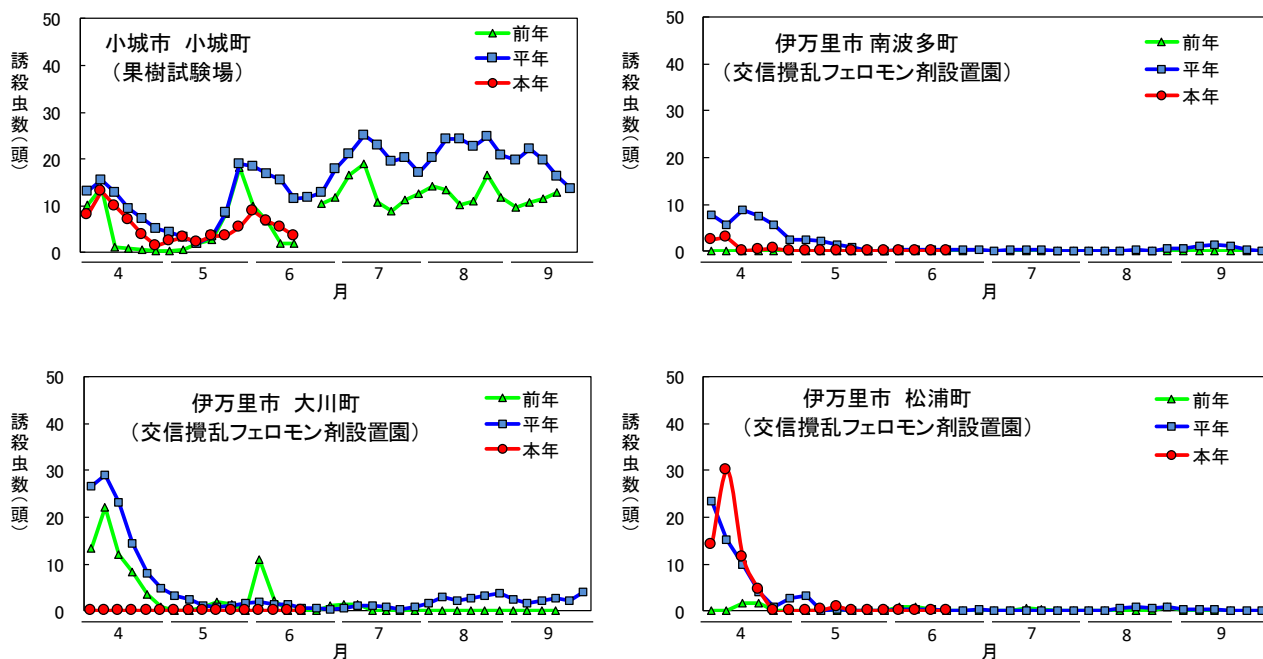 小城市 小城町
(果樹試験場)
前年
平年
本年
誘殺虫数(頭)
50
40
30
20
10
0
4 5 6 7 8 9
月
伊万里市 南波多町
(交信攪乱フェロモン剤設置園)
前年
平年
本年
誘殺虫数(頭)
50
40
30
20
10
0
4 5 6 7 8 9
月
伊万里市 大川町
(交信攪乱フェロモン剤設置園)
前年
平年
本年
誘殺虫数(頭)
50
40
30
20
10
0
4 5 6 7 8 9
月
伊万里市 松浦町
(交信攪乱フェロモン剤設置園)
前年
平年
本年
誘殺虫数(頭)
50
40
30
20
10
0
4 5 6 7 8 9
月